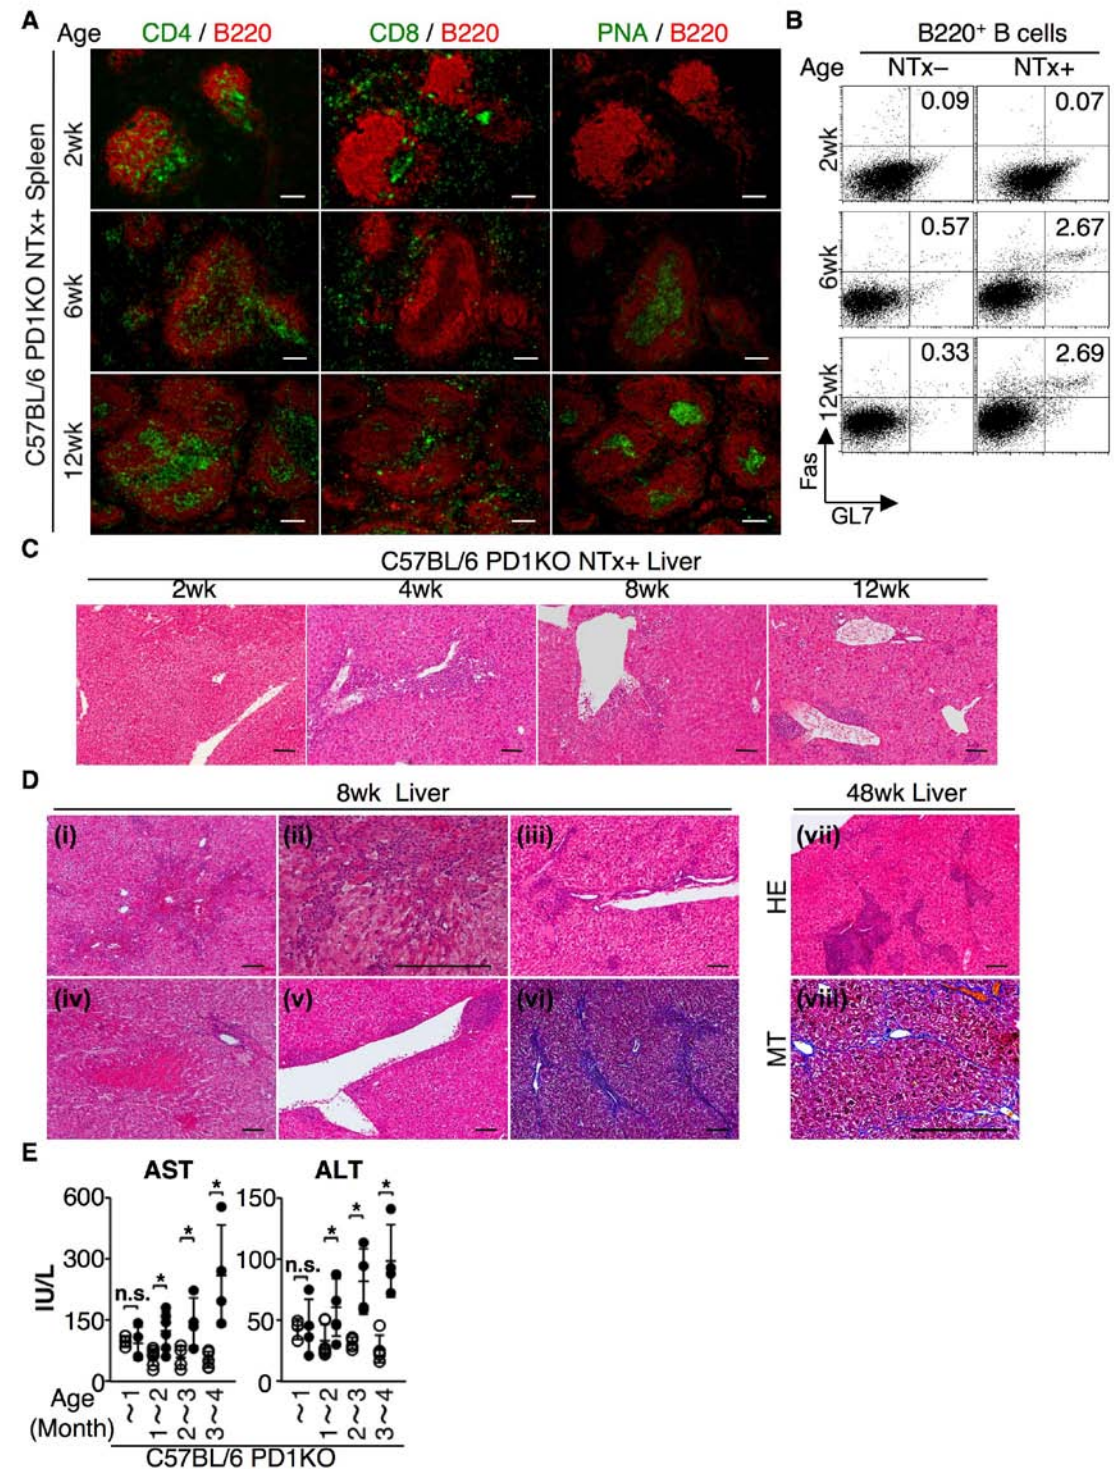 A
Age CD4 / B220 CD8 / B220 PNA / B220
C57BL/6 PD1KO NTx+ Spleen
2wk
6wk
12wk
B
B220+ B cells
Age NTx− NTx+
2wk 0.09 0.07
6wk 0.57 2.67
12wk 0.33 2.69
Fas
GL7
C
C57BL/6 PD1KO NTx+ Liver
2wk 4wk 8wk 12wk
D
8wk Liver 48wk Liver
(i) (ii) (iii) (vii)
HE
(iv) (v) (vi) (viii)
MT
E
AST ALT
600 150
300 100
150 50
0 0
IU/L
n.s. * * *
n.s. * * *
Age
(Month)
~1 1~2 2~3 3~4
~1 1~2 2~3 3~4
C57BL/6 PD1KO